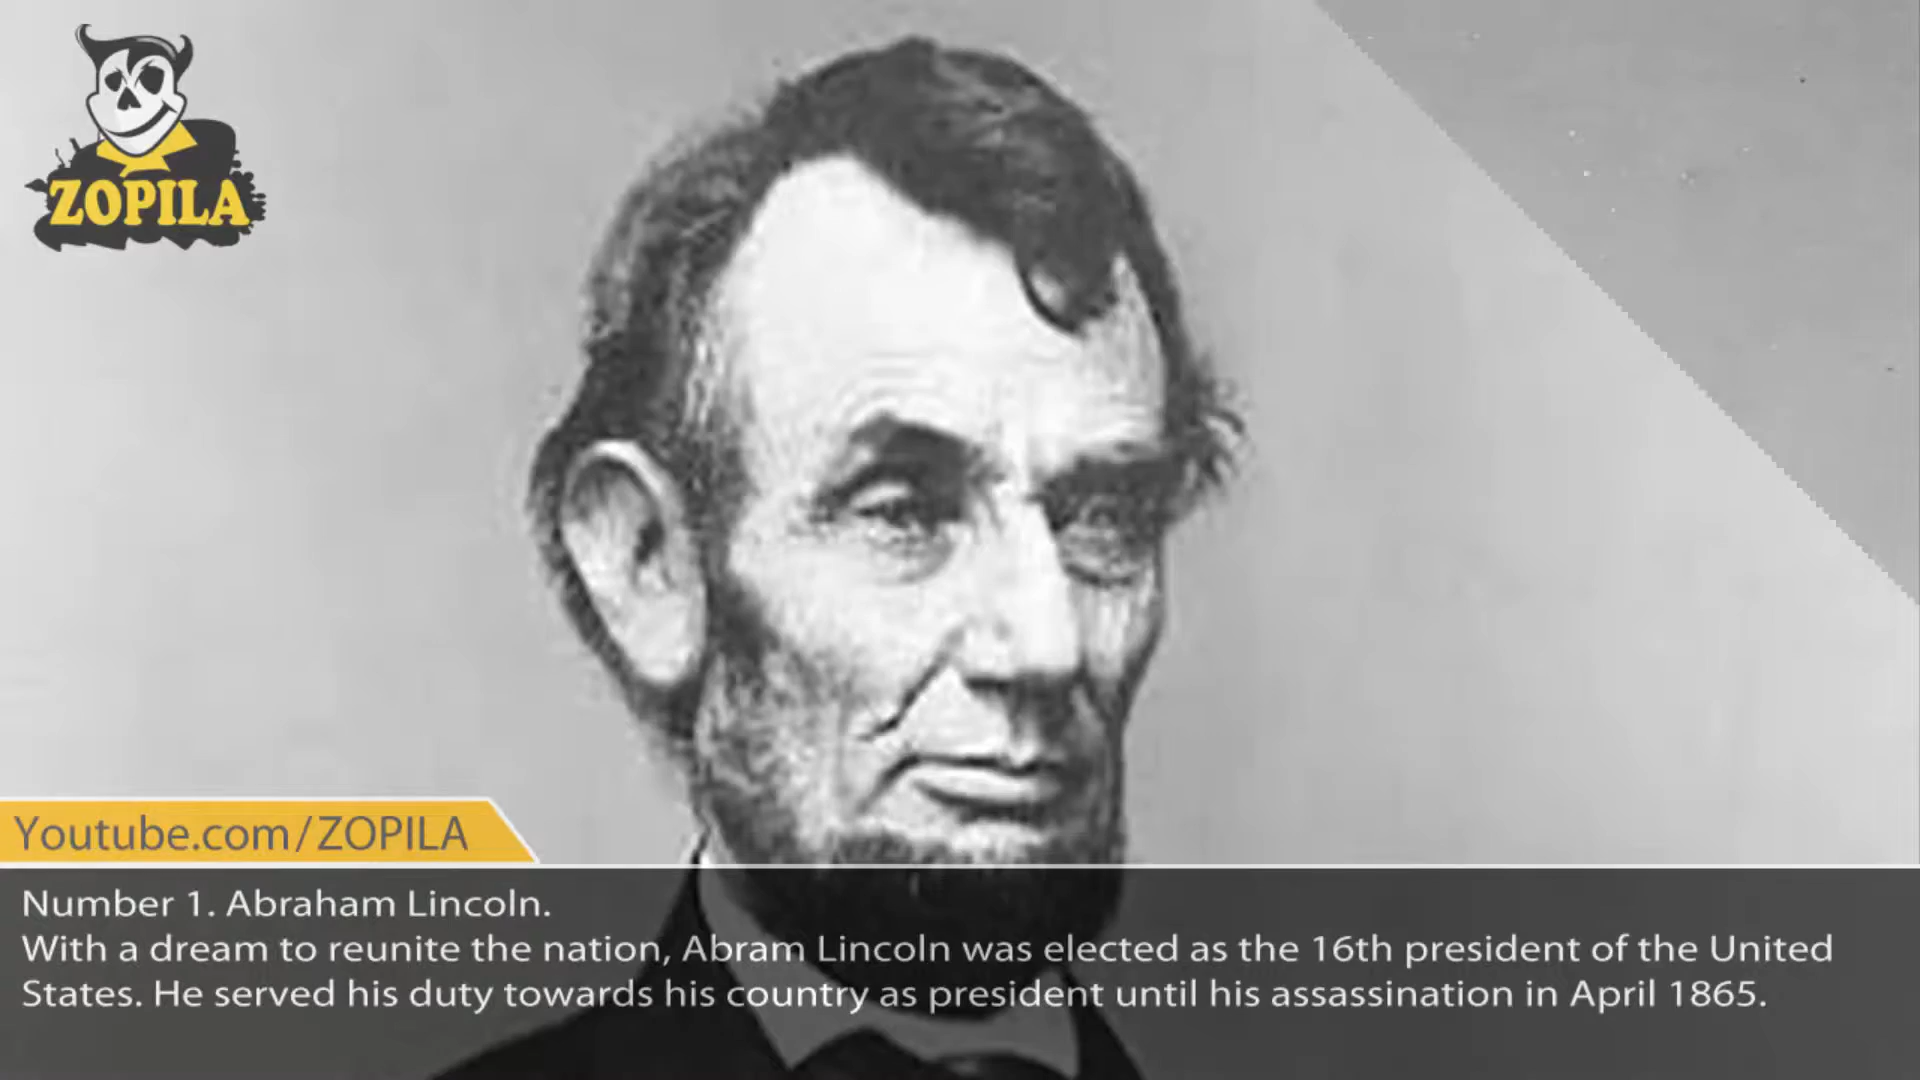 ZOPILA
Youtube.com/ZOPILA
Number 1. Abraham Lincoln.
With a dream to reunite the nation, Abram Lincoln was elected as the 16th president of the United
States. He served his duty towards his country as president until his assassination in April 1865.